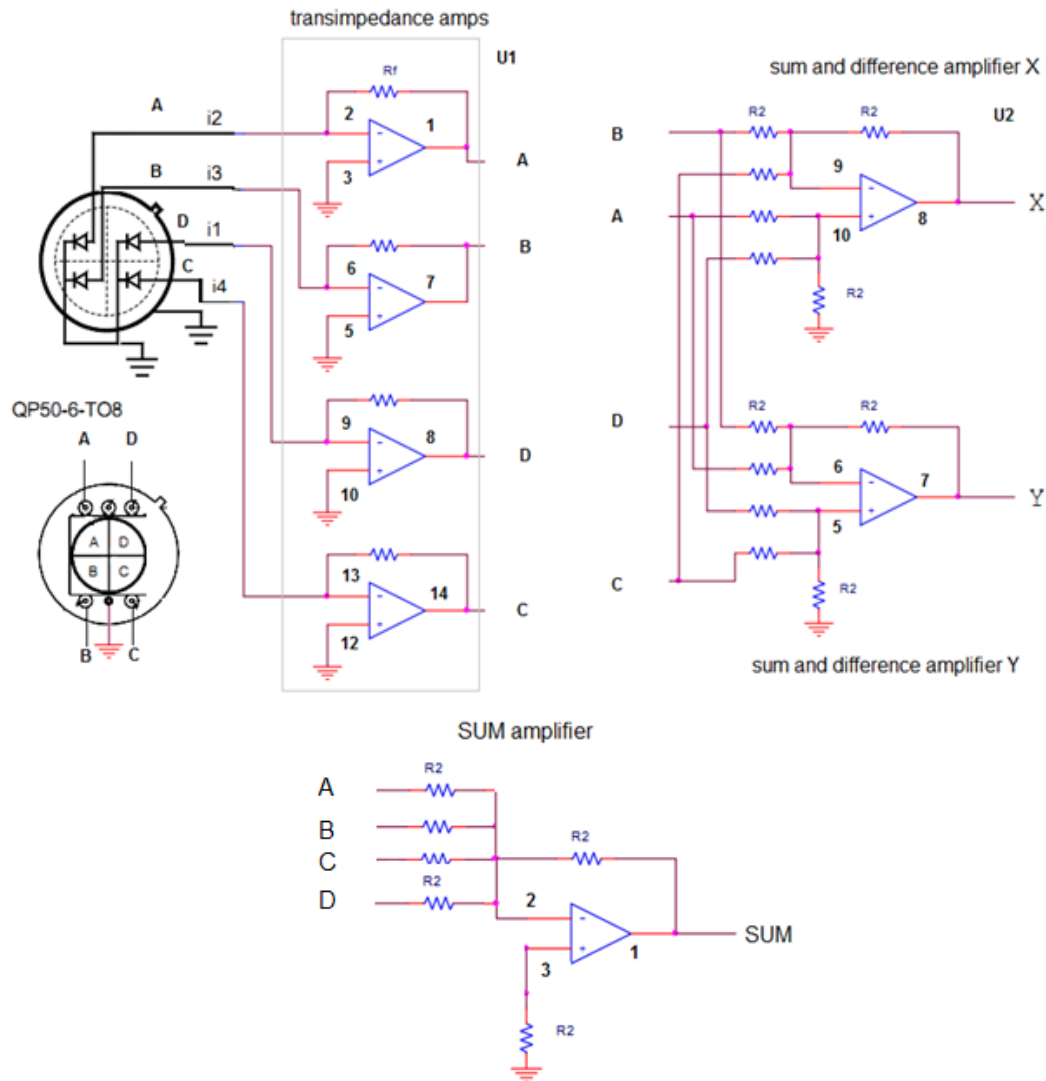 transimpedance amps
U1
Rf
A
i2
2
1
3
A
B
i3
D
i1
C
i4
6
7
5
B
9
8
10
D
13
14
12
C
QP50-6-TO8
A D
A D
B C
B C
sum and difference amplifier X
U2
R2
R2
B
9
8
X
A
10
R2
R2
R2
D
6
7
Y
5
C
R2
sum and difference amplifier Y
SUM amplifier
R2
A
B
R2
C
R2
D
2
1
SUM
3
R2